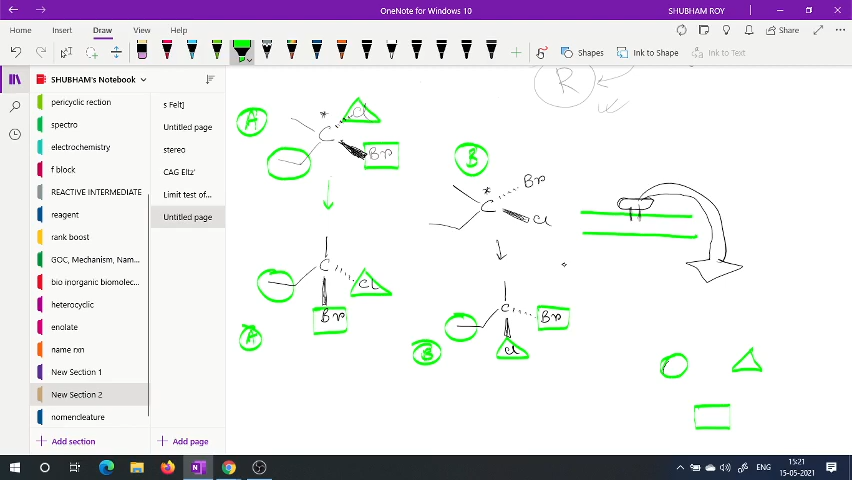 OneNote for Windows 10
SHUBHAM ROY
Home
Insert
Draw
View
Help
Share
Shapes
Ink to Shape
Ink to Text
SHUBHAM's Notebook
pericyclic rection
spectro
electrochemistry
f block
REACTIVE INTERMEDIATE
reagent
rank boost
GOC, Mechanism, Nam...
bio inorganic biomolec...
heterocyclic
enolate
name rxn
New Section 1
New Section 2
nomencleature
Add section
s Felt]
Untitled page
stereo
CAG Eltz'
Limit test of...
Untitled page
Add page
R
A
*
Cl
C
Br
B
*
Br
C
Cl
C
Cl
Br
A
C
Br
Cl
B
ENG
15:21
15-05-2021